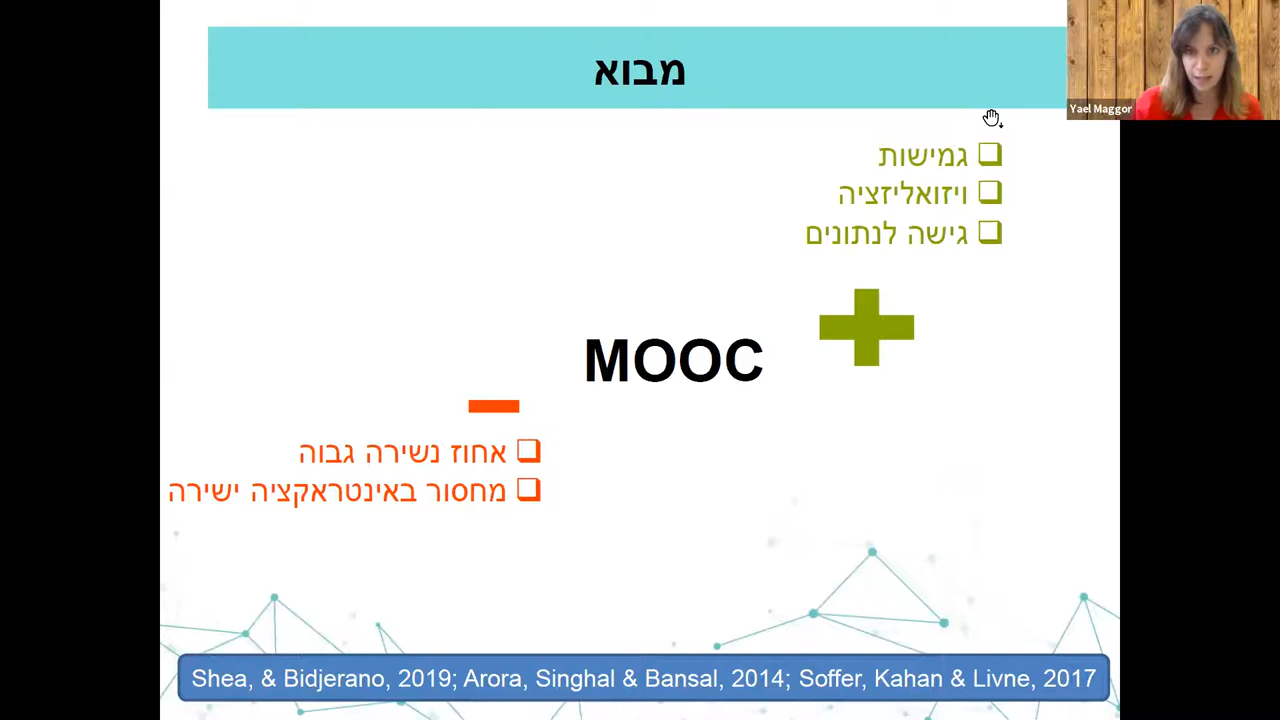 מבוא
Yael Maggor
גמישות
ויזואליזציה
גישה לנתונים
MOOC
אחוז נשירה גבוה
מחסור באינטראקציה ישירה
Shea, & Bidjerano, 2019; Arora, Singhal & Bansal, 2014; Soffer, Kahan & Livne, 2017